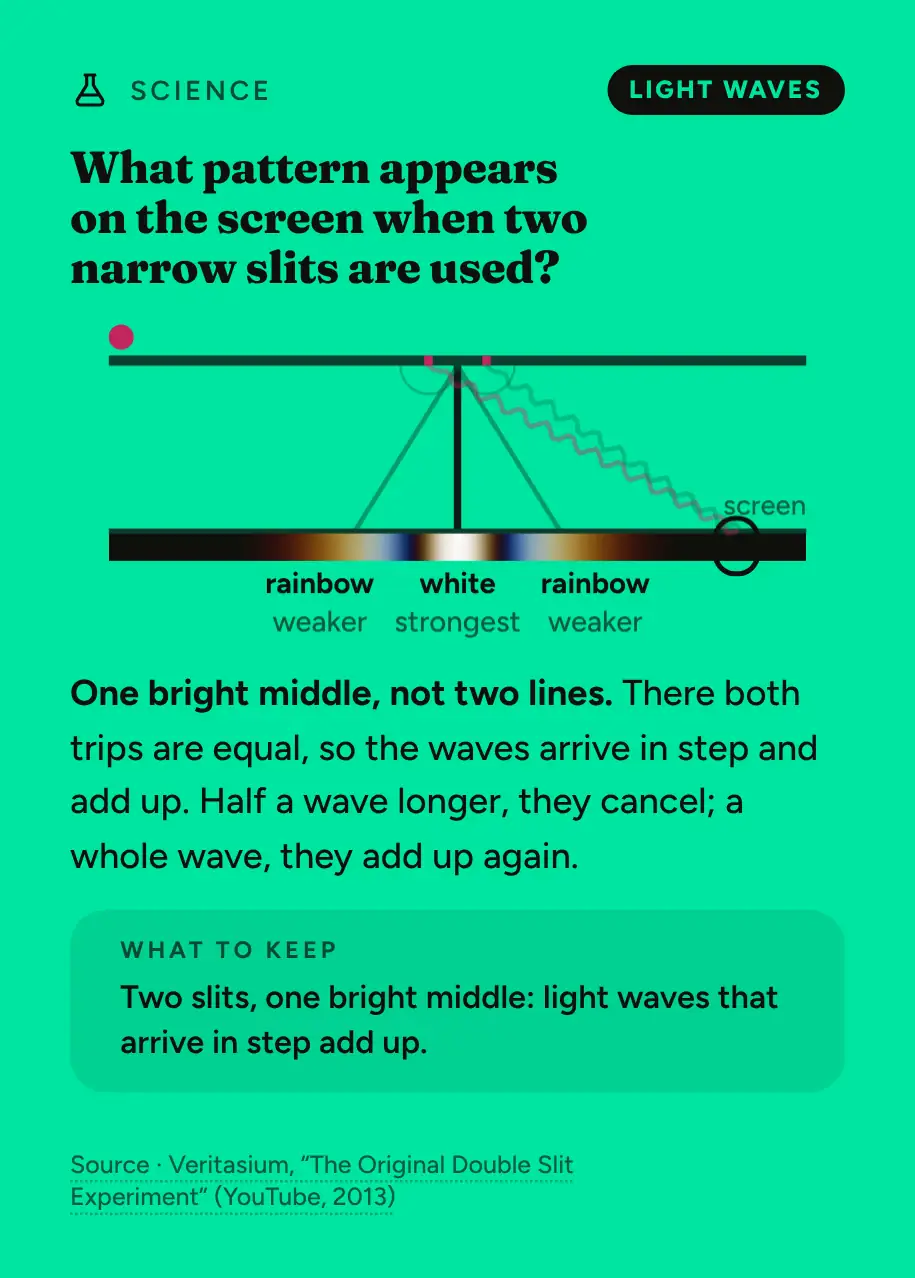 SCIENCE
LIGHT WAVES
What pattern appears
on the screen when two
narrow slits are used?
screen
rainbow white rainbow
weaker strongest weaker
One bright middle, not two lines. There both
trips are equal, so the waves arrive in step and
add up. Half a wave longer, they cancel; a
whole wave, they add up again.
WHAT TO KEEP
Two slits, one bright middle: light waves that
arrive in step add up.
Source · Veritasium, “The Original Double Slit
Experiment” (YouTube, 2013)